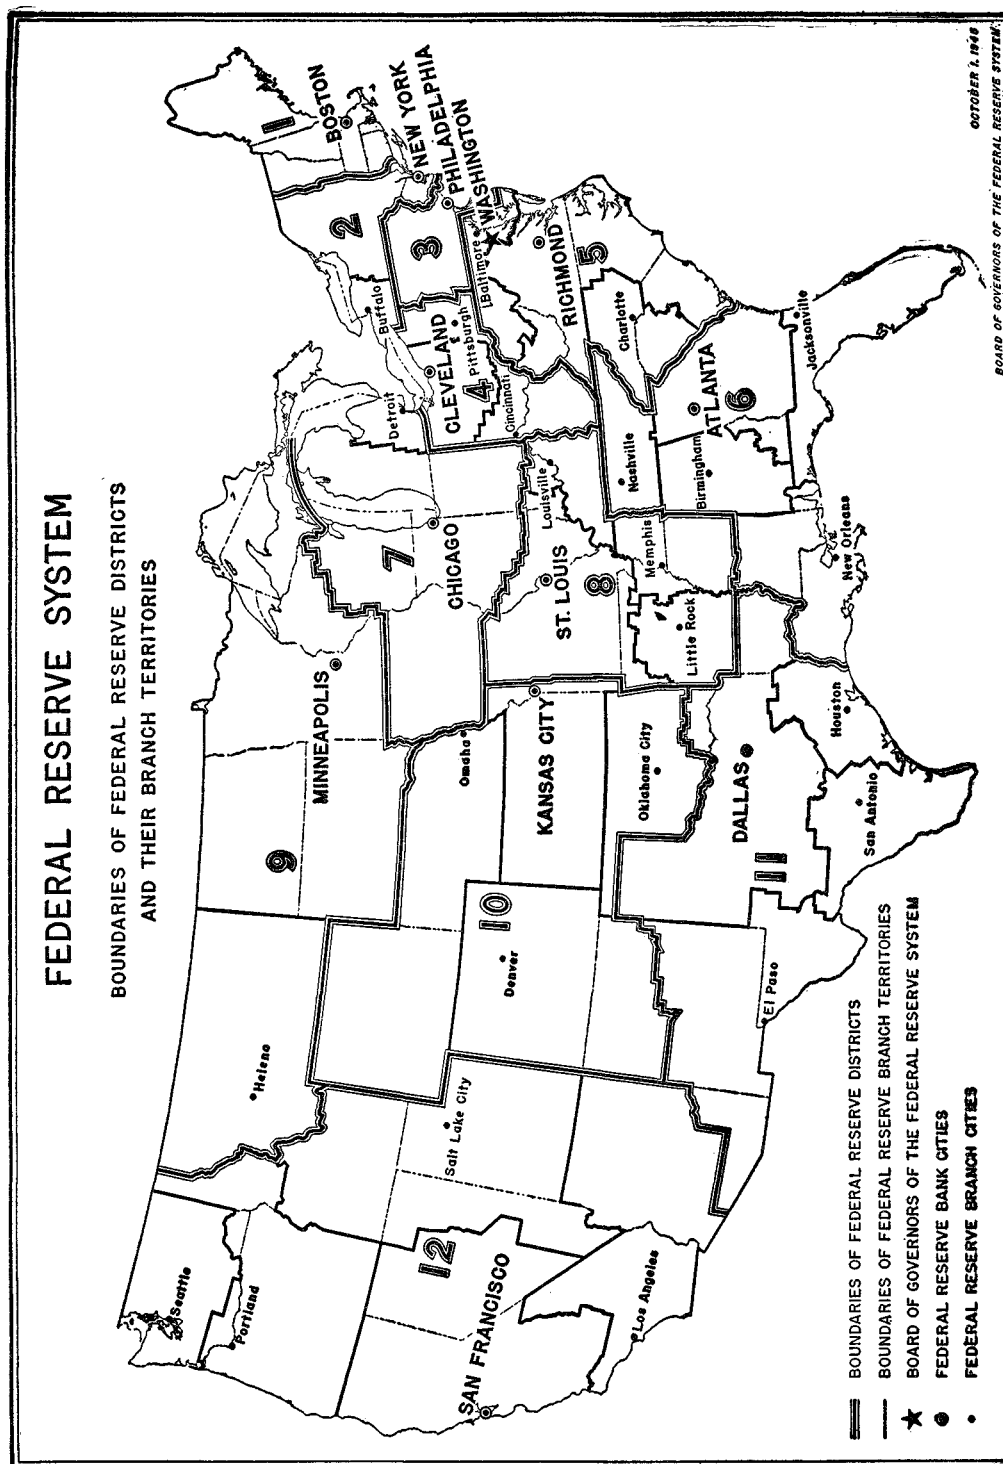 FEDERAL RESERVE SYSTEM
BOUNDARIES OF FEDERAL RESERVE DISTRICTS
AND THEIR BRANCH TERRITORIES
1
BOSTON
2
NEW YORK
Buffalo
3
PHILADELPHIA
WASHINGTON
Baltimore
CLEVELAND
Pittsburgh
4
Cincinnati
RICHMOND
5
Charlotte
ATLANTA
6
Jacksonville
Birmingham
Nashville
New Orleans
Detroit
7
CHICAGO
Louisville
ST. LOUIS
8
Memphis
Little Rock
MINNEAPOLIS
9
Helena
Omaha
KANSAS CITY
10
Denver
Oklahoma City
DALLAS
11
Houston
San Antonio
El Paso
Salt Lake City
12
SAN FRANCISCO
Seattle
Portland
Los Angeles
BOUNDARIES OF FEDERAL RESERVE DISTRICTS
BOUNDARIES OF FEDERAL RESERVE BRANCH TERRITORIES
BOARD OF GOVERNORS OF THE FEDERAL RESERVE SYSTEM
FEDERAL RESERVE BANK CITIES
FEDERAL RESERVE BRANCH CITIES
OCTOBER 1, 1948
BOARD OF GOVERNORS OF THE FEDERAL RESERVE SYSTEM